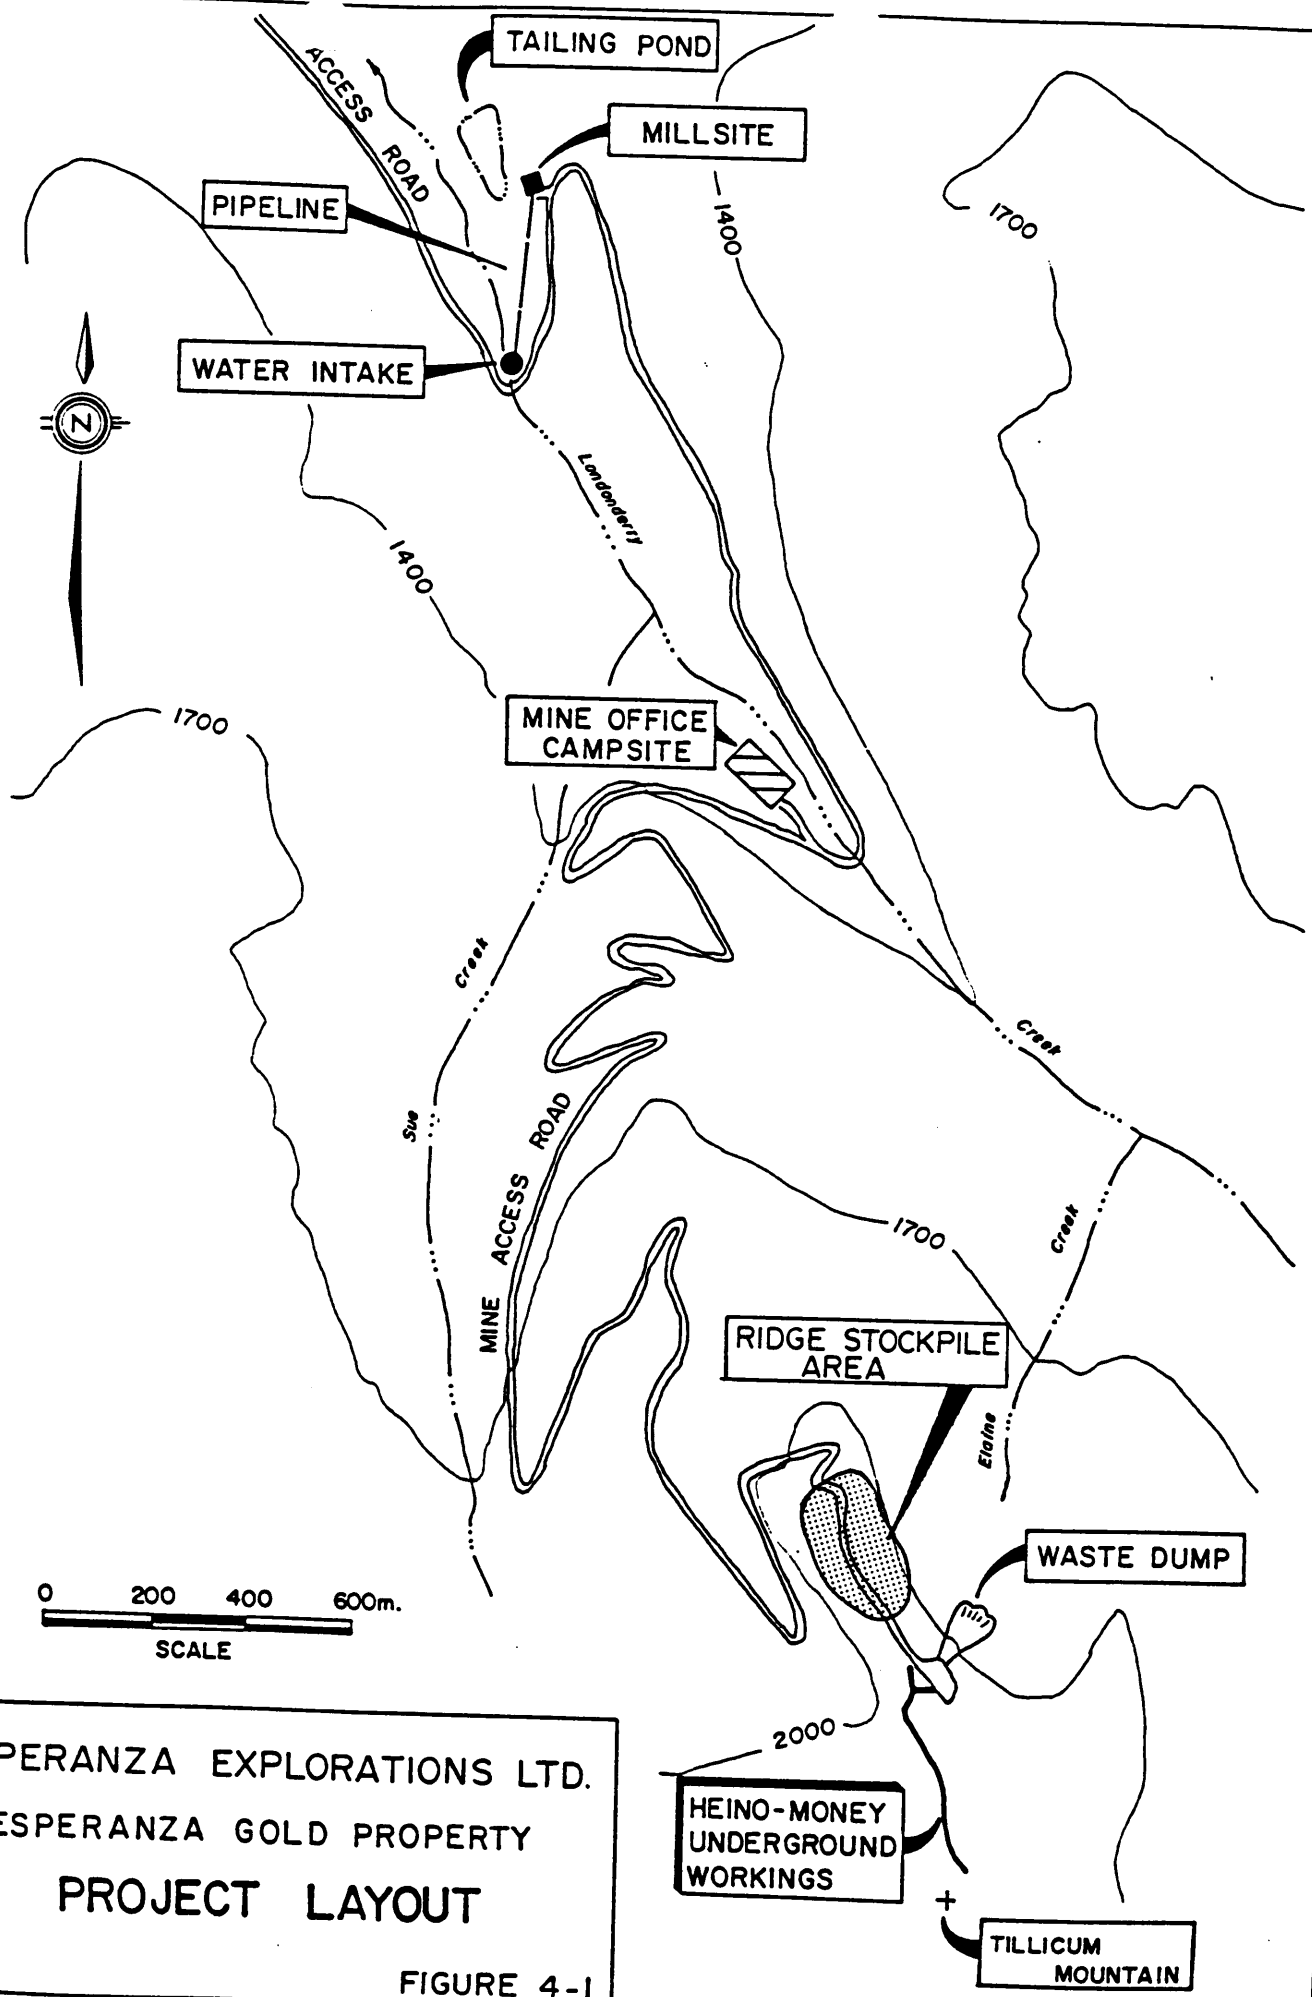 TAILING POND
ACCESS ROAD
MILLSITE
PIPELINE
1400
1700
WATER INTAKE
N
Londonderry
1400
1700
MINE OFFICE
CAMPSITE
Creek
Creek
Sue
MINE ACCESS ROAD
1700
Creek
RIDGE STOCKPILE
AREA
Elaine
WASTE DUMP
0 200 400 600m.
SCALE
2000
PERANZA EXPLORATIONS LTD.
ESPERANZA GOLD PROPERTY
PROJECT LAYOUT
FIGURE 4-1
HEINO-MONEY
UNDERGROUND
WORKINGS
TILLICUM
MOUNTAIN